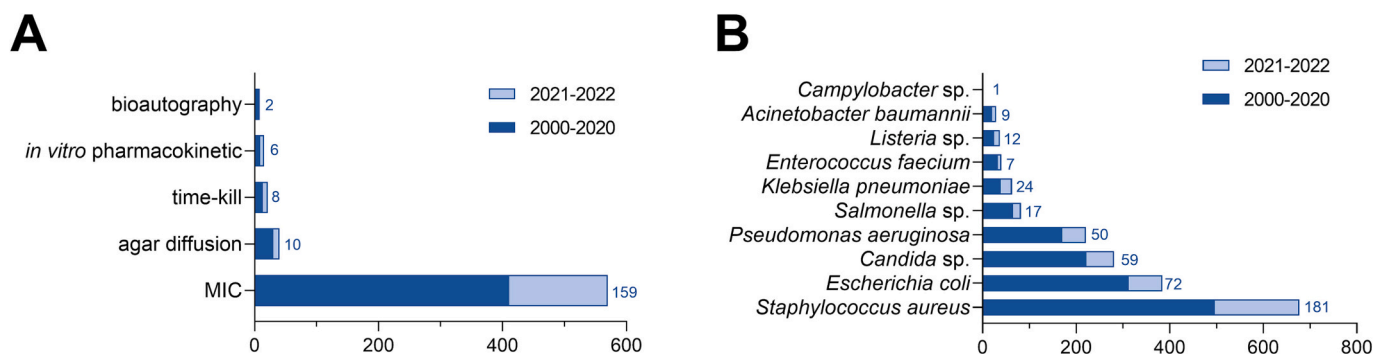 A
2021-2022
2000-2020
bioautography 2
in vitro pharmacokinetic 6
time-kill 8
agar diffusion 10
MIC 159
0 200 400 600
B
2021-2022
2000-2020
Campylobacter sp. 1
Acinetobacter baumannii 9
Listeria sp. 12
Enterococcus faecium 7
Klebsiella pneumoniae 24
Salmonella sp. 17
Pseudomonas aeruginosa 50
Candida sp. 59
Escherichia coli 72
Staphylococcus aureus 181
0 200 400 600 800